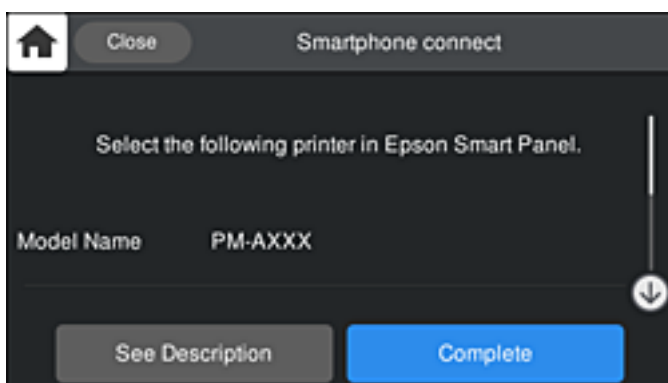 Close
Smartphone connect
Select the following printer in Epson Smart Panel.
Model Name PM-AXXX
See Description
Complete